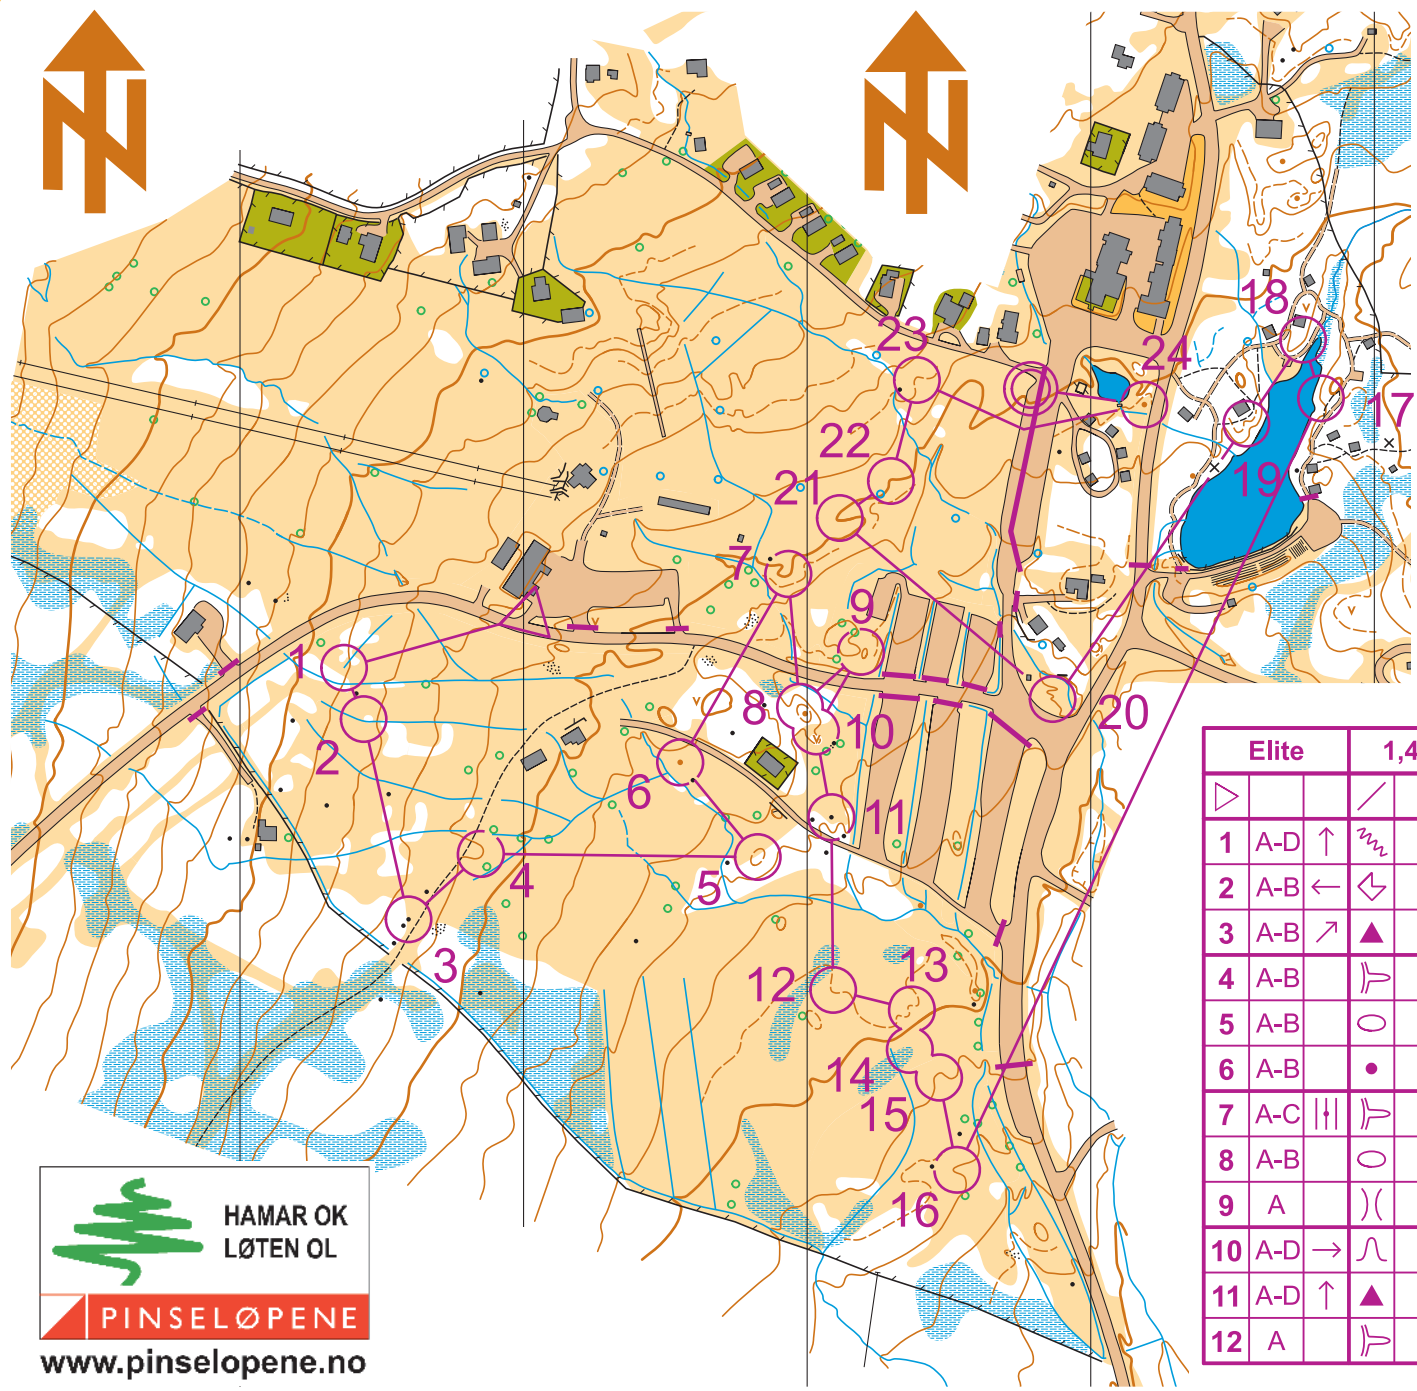 N
N
18
23
24
17
22
21
19
7
9
1
8
10
20
2
6
11
4
5
3
12
13
14
15
16
Elite 1,4
1 A-D ↑
2 A-B ←
3 A-B ↗
4 A-B
5 A-B
6 A-B
7 A-C
8 A-B
9 A
10 A-D →
11 A-D ↑
12 A
HAMAR OK
LØTEN OL
PINSELØPENE
www.pinselopene.no